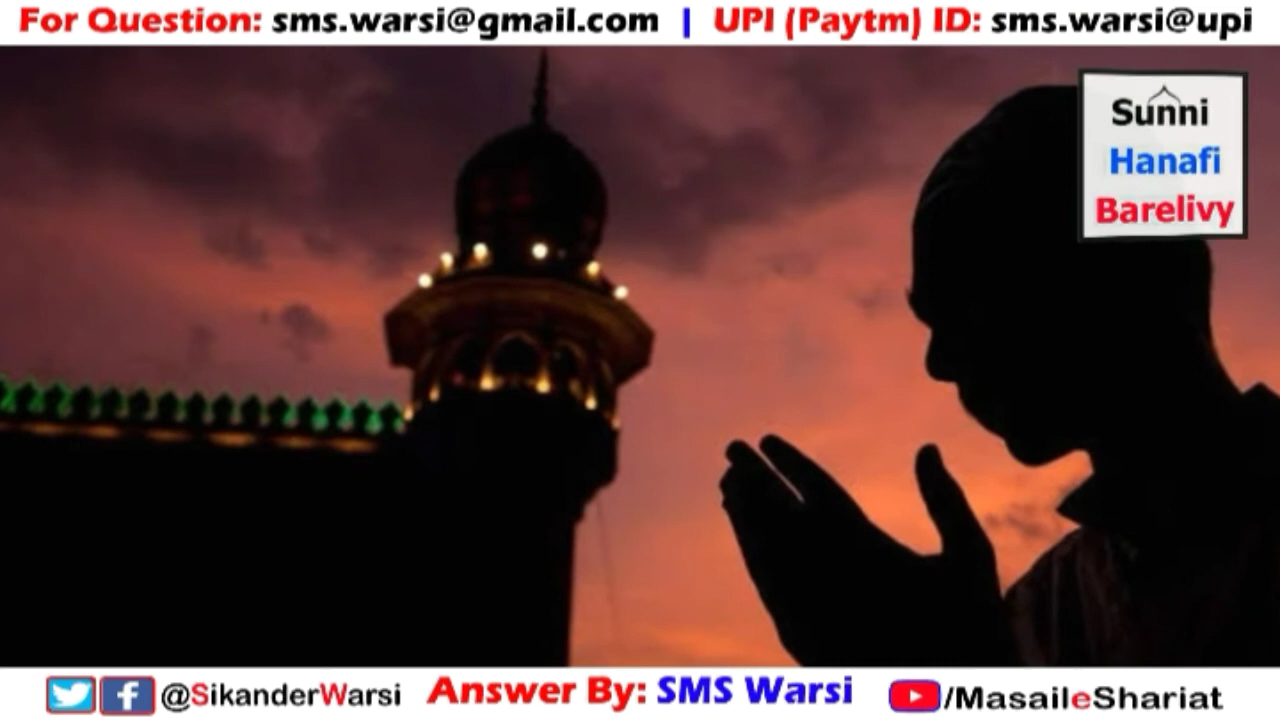 For Question: sms.warsi@gmail.com | UPI (Paytm) ID: sms.warsi@upi
Sunni
Hanafi
Barelivy
@SikanderWarsi Answer By: SMS Warsi /MasaileShariat